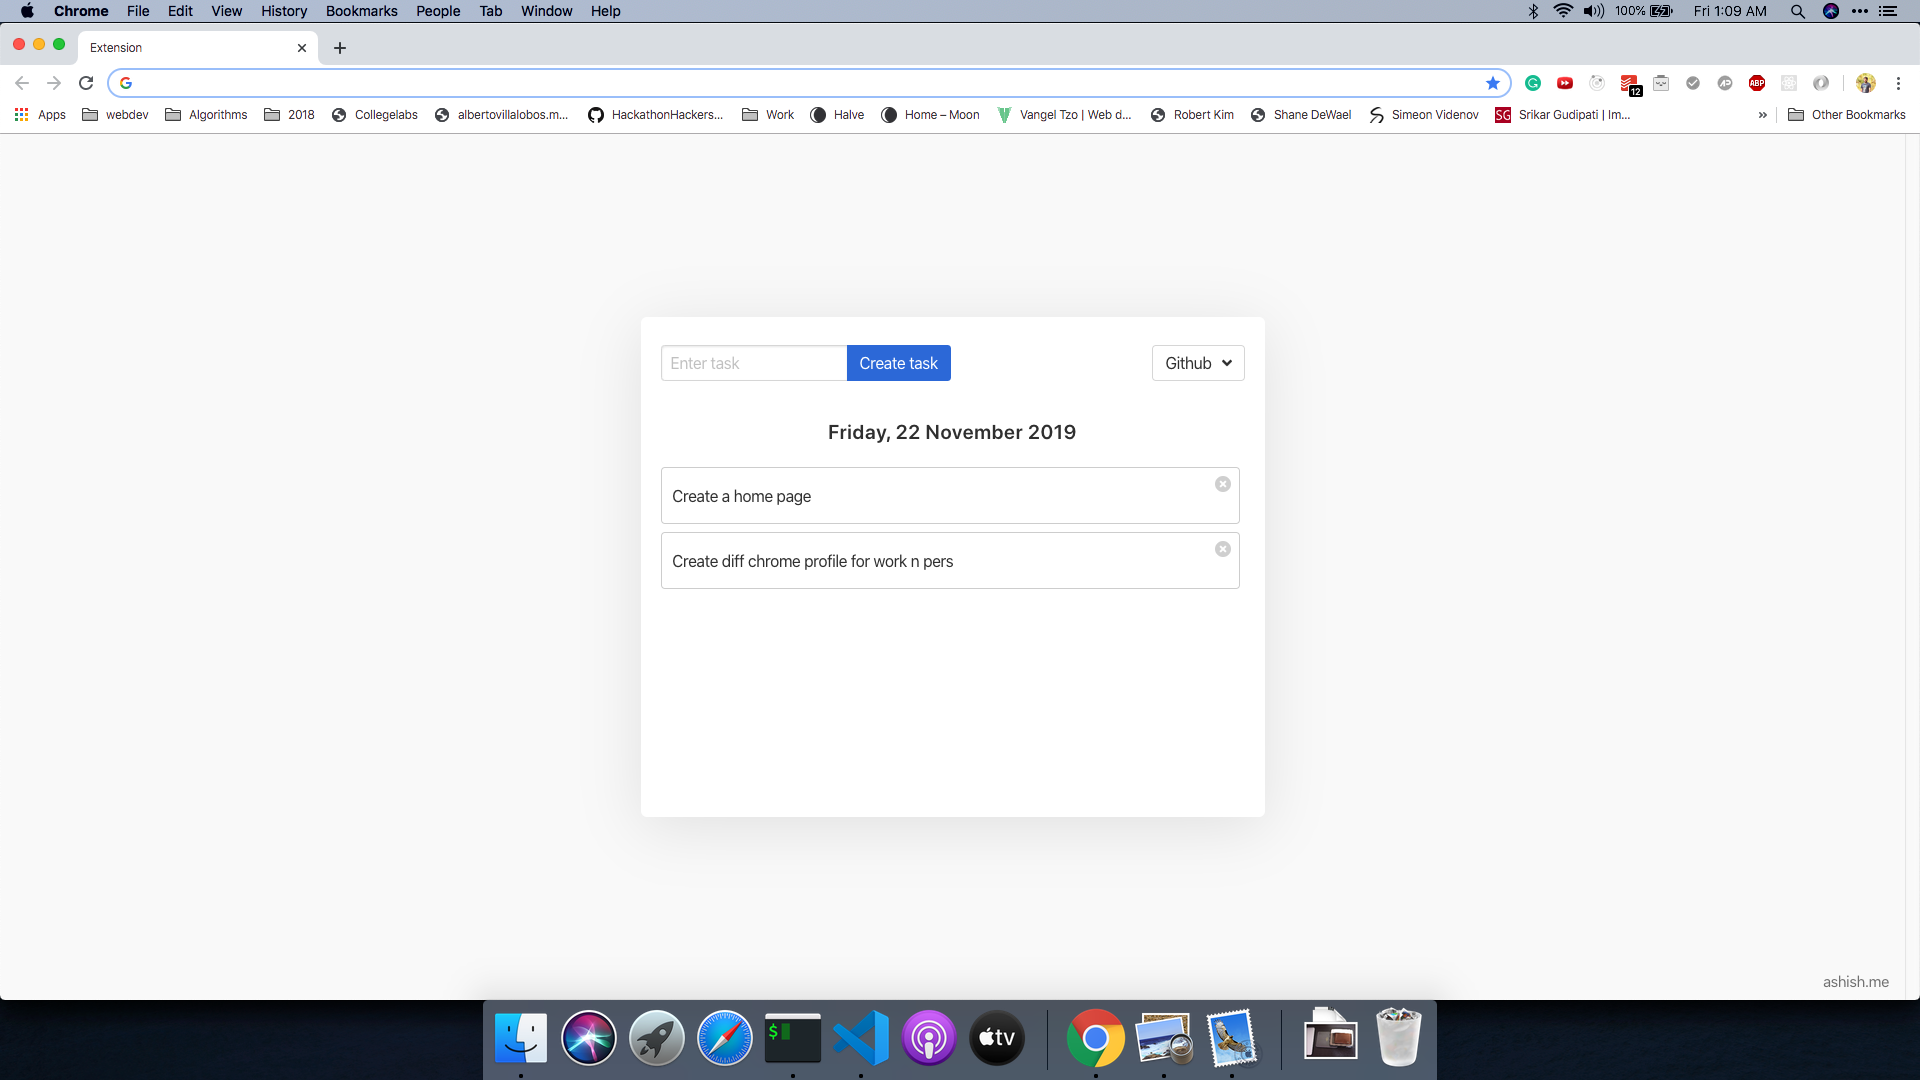 Chrome File Edit View History Bookmarks People Tab Window Help 100% Fri 1:09 AM
Extension
12 ABP
Apps webdev Algorithms 2018 Collegelabs albertovillalobos.m... HackathonHackers... Work Halve Home – Moon Vangel Tzo | Web d... Robert Kim Shane DeWael Simeon Videnov SG Srikar Gudipati | Im... » Other Bookmarks
Enter task Create task Github
Friday, 22 November 2019
Create a home page
Create diff chrome profile for work n pers
ashish.me
$ tv